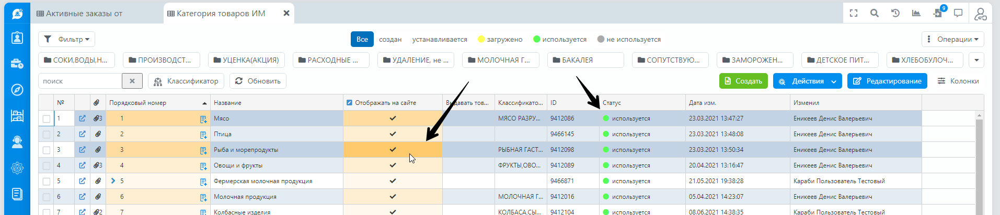 Активные заказы от
Категория товаров ИМ
9
Фильтр
Все создан устанавливается загружено используется не используется
Операции
СОКИ,ВОДЫ,Н... ПРОИЗВОДСТ... УЦЕНКА(АКЦИЯ) РАСХОДНЫЕ ... УДАЛЕНИЕ, не ... МОЛОЧНАЯ Г... БАКАЛЕЯ СОПУТСТВУЮ... ЗАМОРОЖЕН... ДЕТСКОЕ ПИТ... ХЛЕБОБУЛОЧ...
поиск Классификатор Обновить Создать Действия Редактирование Колонки
№ Порядковый номер Название Отображать на сайте Выдавать тов... Классификато... ID Статус Дата изм. Изменил
1 3 1 Мясо МЯСО РАЗРУ... 9412086 используется 23.03.2021 13:47:27 Еникеев Денис Валерьевич
2 2 Птица 9466145 используется 23.03.2021 13:48:08 Еникеев Денис Валерьевич
3 3 Рыба и морепродукты РЫБНАЯ ГАСТ... 9412098 используется 23.03.2021 13:50:34 Еникеев Денис Валерьевич
4 3 4 Овощи и фрукты ФРУКТЫ,ОВО... 9412089 используется 20.04.2021 13:16:47 Еникеев Денис Валерьевич
5 5 Фермерская молочная продукция 9466871 используется 21.05.2021 19:38:28 Караби Пользователь Тестовый
6 6 Молочная продукция МОЛОЧНАЯ Г... 9412016 используется 05.04.2021 14:23:07 Еникеев Денис Валерьевич
7 2 7 Колбасные изделия КОЛБАСА,СЫ... 9412104 используется 08.06.2021 14:38:35 Караби Пользователь Тестовый